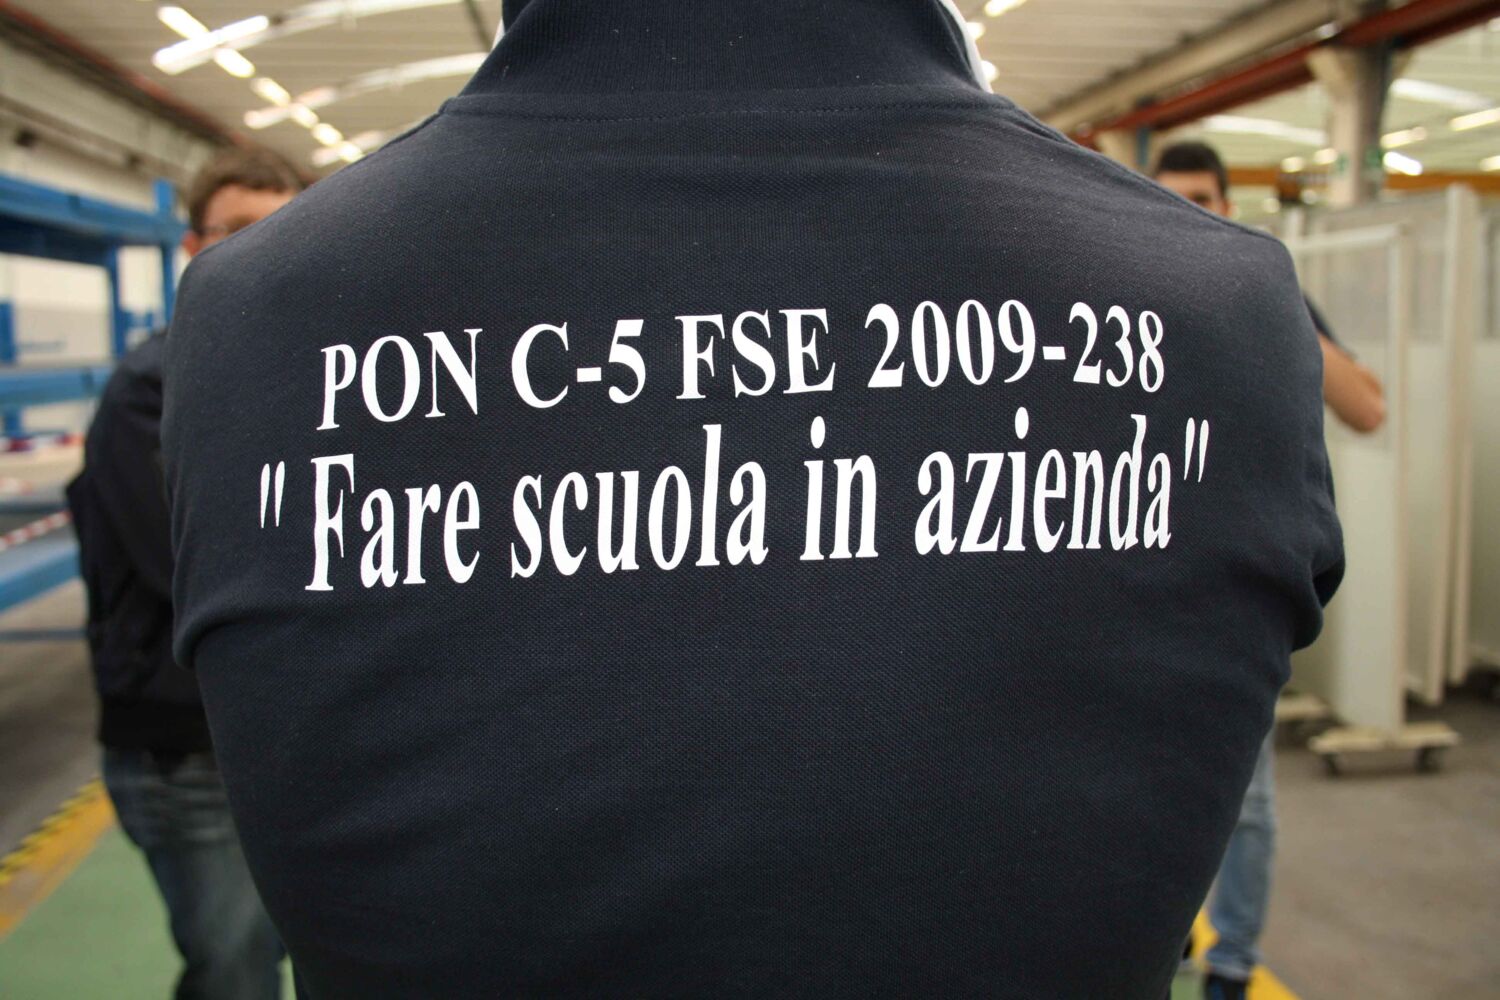 PON C-5 FSE 2009-238
" Fare scuola in azienda"